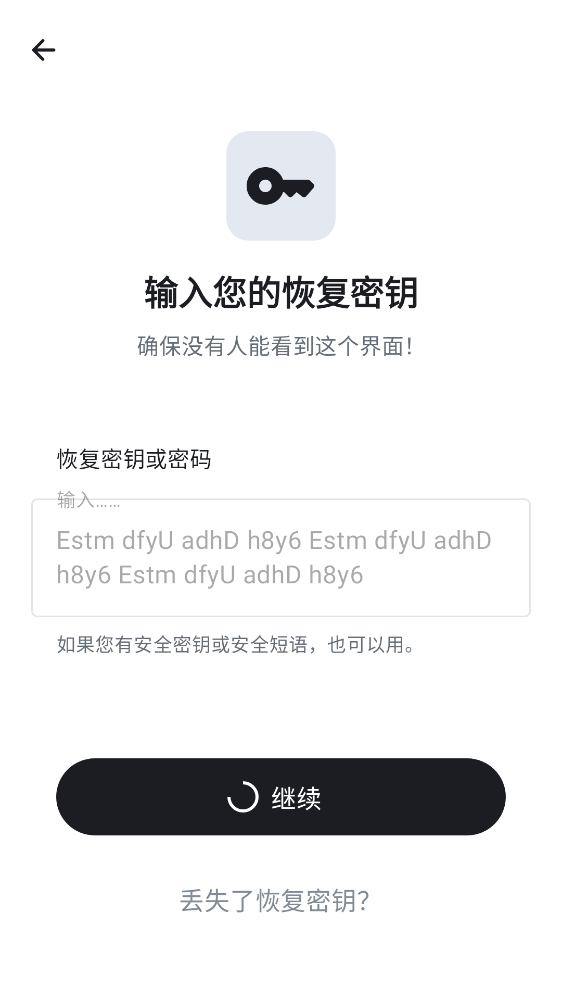 输入您的恢复密钥
确保没有人能看到这个界面！
恢复密钥或密码
输入……
Estm dfyU adhD h8y6 Estm dfyU adhD
h8y6 Estm dfyU adhD h8y6
如果您有安全密钥或安全短语，也可以用。
继续
丢失了恢复密钥？